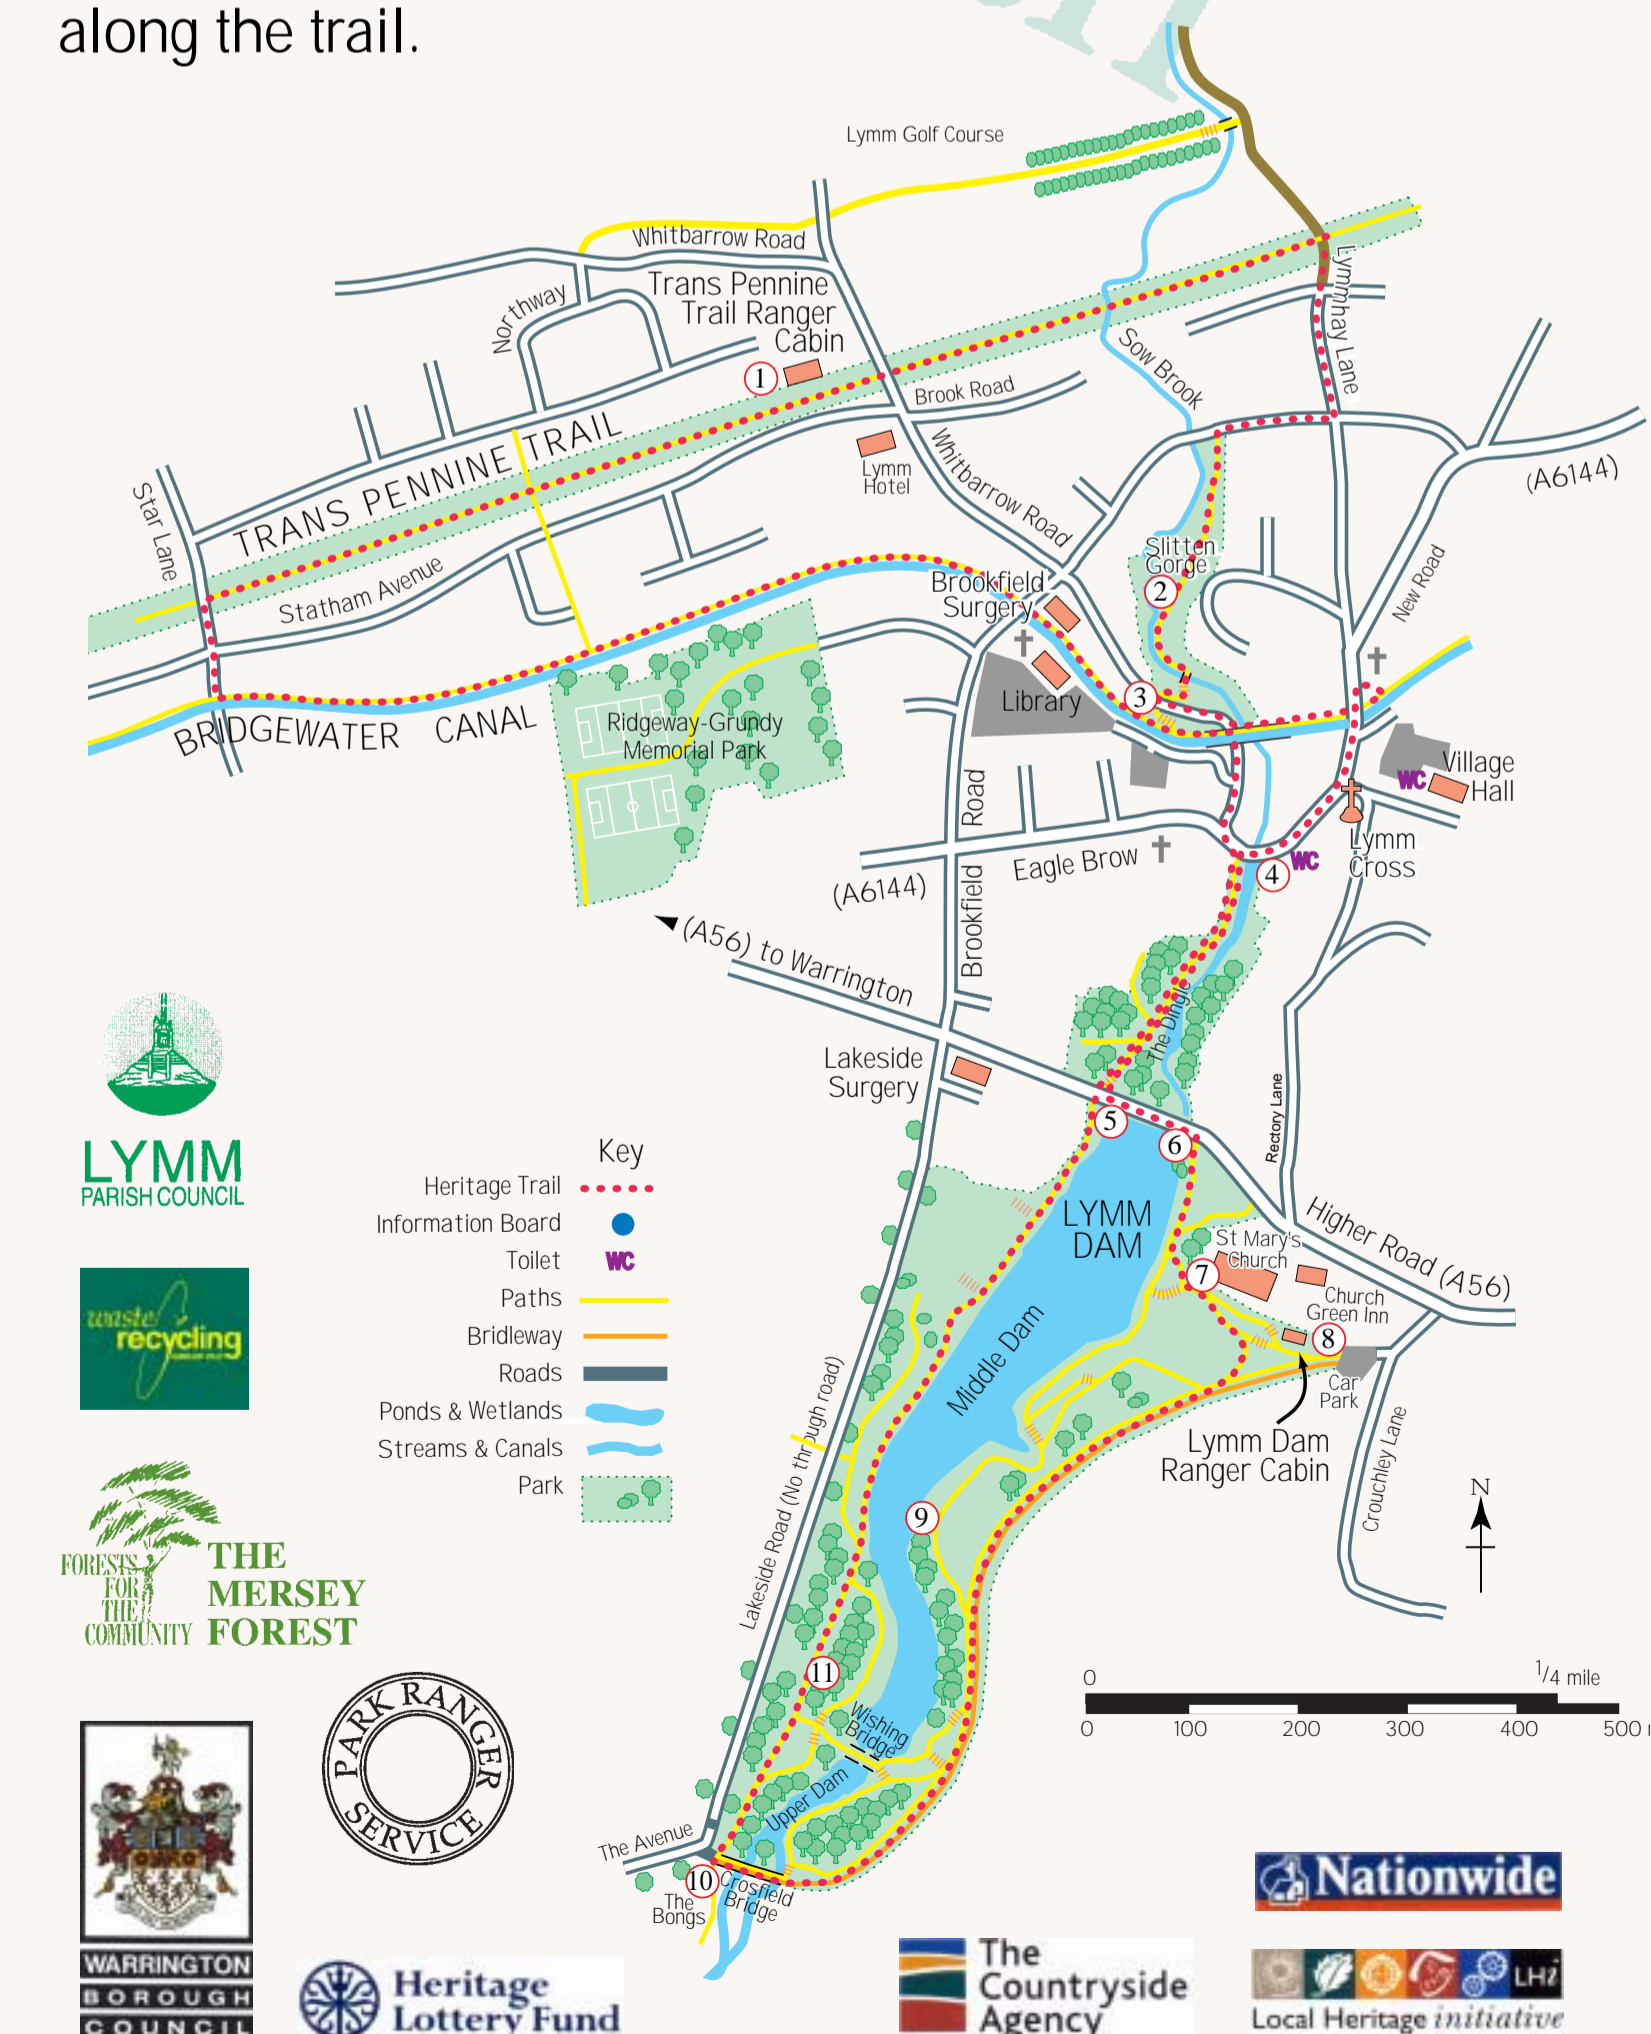 along the trail.
Lymm Golf Course
Whitbarrow Road
Trans Pennine
Trail Ranger
Cabin
Northway
1
Lymmhay Lane
Sow Brook
Brook Road
TRANS PENNINE TRAIL
Lymm
Hotel
Whitbarrow Road
(A6144)
Star Lane
Statham Avenue
Slitten
Gorge
2
New Road
Brookfield
Surgery
Library
3
BRIDGEWATER CANAL
Ridgeway-Grundy
Memorial Park
WC
Village
Hall
Lymm
Cross
WC
4
Eagle Brow
(A6144)
Brookfield Road
(A56) to Warrington
The Dingle
Lakeside
Surgery
5
6
Rectory Lane
LYMM
PARISH COUNCIL
Key
Heritage Trail
Information Board
Toilet WC
Paths
Bridleway
Roads
Ponds & Wetlands
Streams & Canals
Park
LYMM
DAM
Higher Road (A56)
St Mary's
Church
7
Church
Green Inn
8
Car
Park
Middle Dam
Lymm Dam
Ranger Cabin
Crouchley Lane
Lakeside Road (No through road)
waste
recycling
9
N
FORESTS
FOR
THE
COMMUNITY
THE
MERSEY
FOREST
11
0 1/4 mile
0 100 200 300 400 500
Wishing
Bridge
Upper Dam
PARK RANGER
SERVICE
The Avenue
10
Crosfield
Bridge
The
Bongs
Nationwide
WARRINGTON
BOROUGH
COUNCIL
Heritage
Lottery Fund
The
Countryside
Agency
LHi
Local Heritage initiative